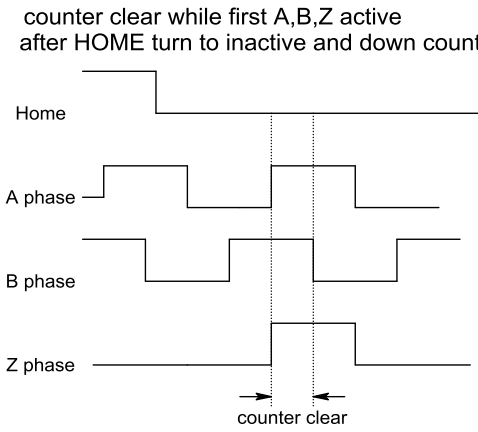 counter clear while first A,B,Z active
after HOME turn to inactive and down count
Home
A phase
B phase
Z phase
counter clear